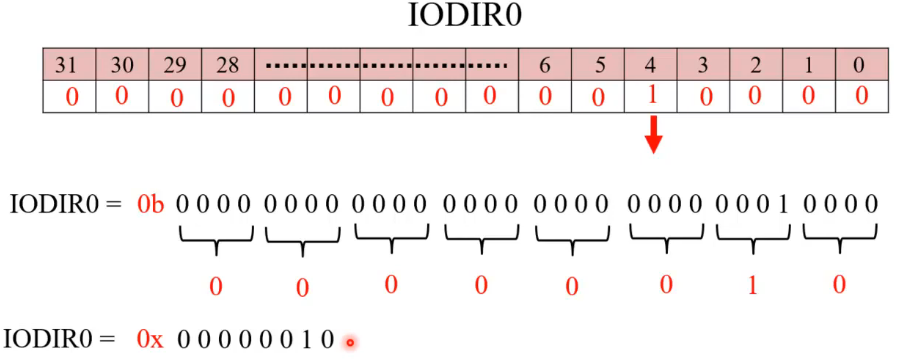 IODIR0
31 30 29 28 ........................ 6 5 4 3 2 1 0
0 0 0 0 0 0 0 0 0 0 0 1 0 0 0 0
IODIR0 = 0b 0 0 0 0 0 0 0 0 0 0 0 0 0 0 0 0 0 0 0 0 0 0 0 0 0 0 0 1 0 0 0 0
0 0 0 0 0 0 1 0
IODIR0 = 0x 0 0 0 0 0 0 1 0